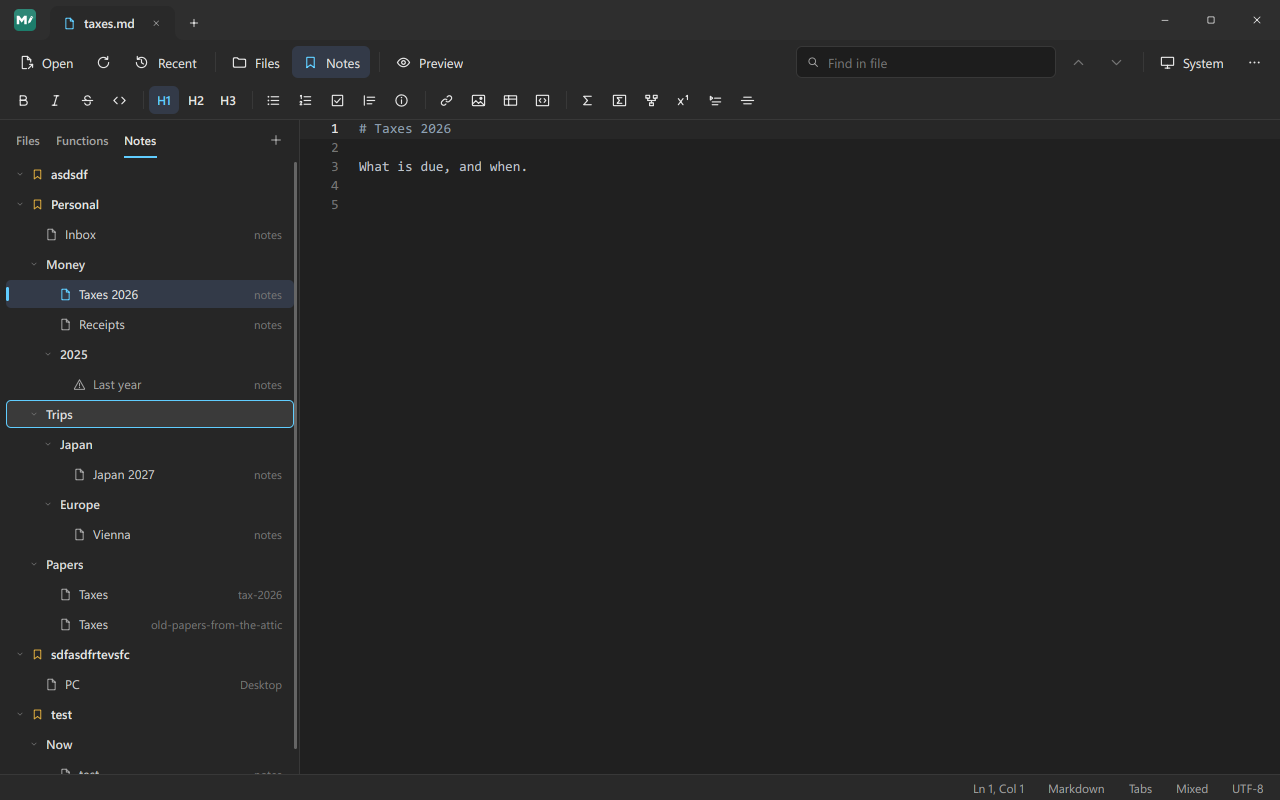 M
taxes.md
Open
Recent
Files
Notes
Preview
Find in file
System
B I S <> H1 H2 H3
Σ Σ x¹
Files Functions Notes
asdsdf
Personal
Inbox notes
Money
Taxes 2026 notes
Receipts notes
2025
Last year notes
Trips
Japan
Japan 2027 notes
Europe
Vienna notes
Papers
Taxes tax-2026
Taxes old-papers-from-the-attic
sdfasdfrtevsfc
PC Desktop
test
Now
test notes
1 # Taxes 2026
2
3 What is due, and when.
4
5
Ln 1, Col 1 Markdown Tabs Mixed UTF-8